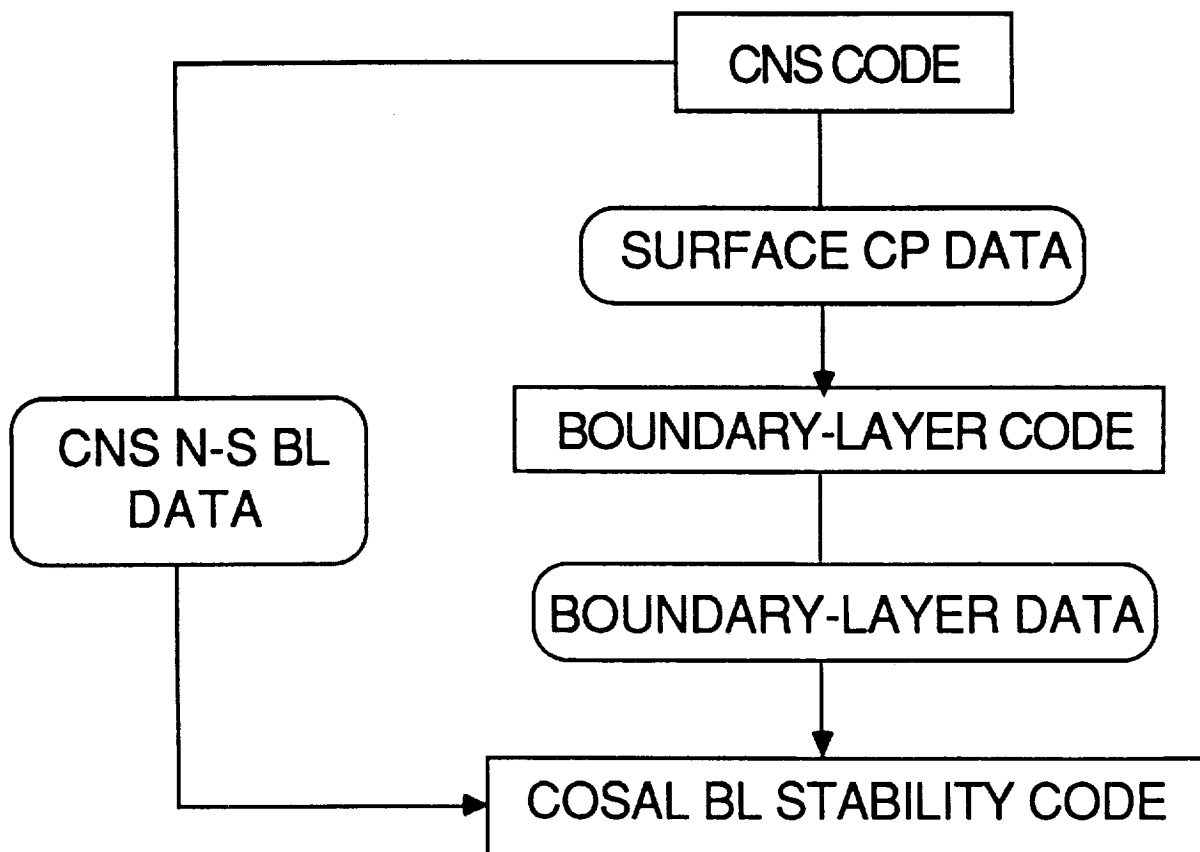 CNS CODE
SURFACE CP DATA
BOUNDARY-LAYER CODE
CNS N-S BL
DATA
BOUNDARY-LAYER DATA
COSAL BL STABILITY CODE